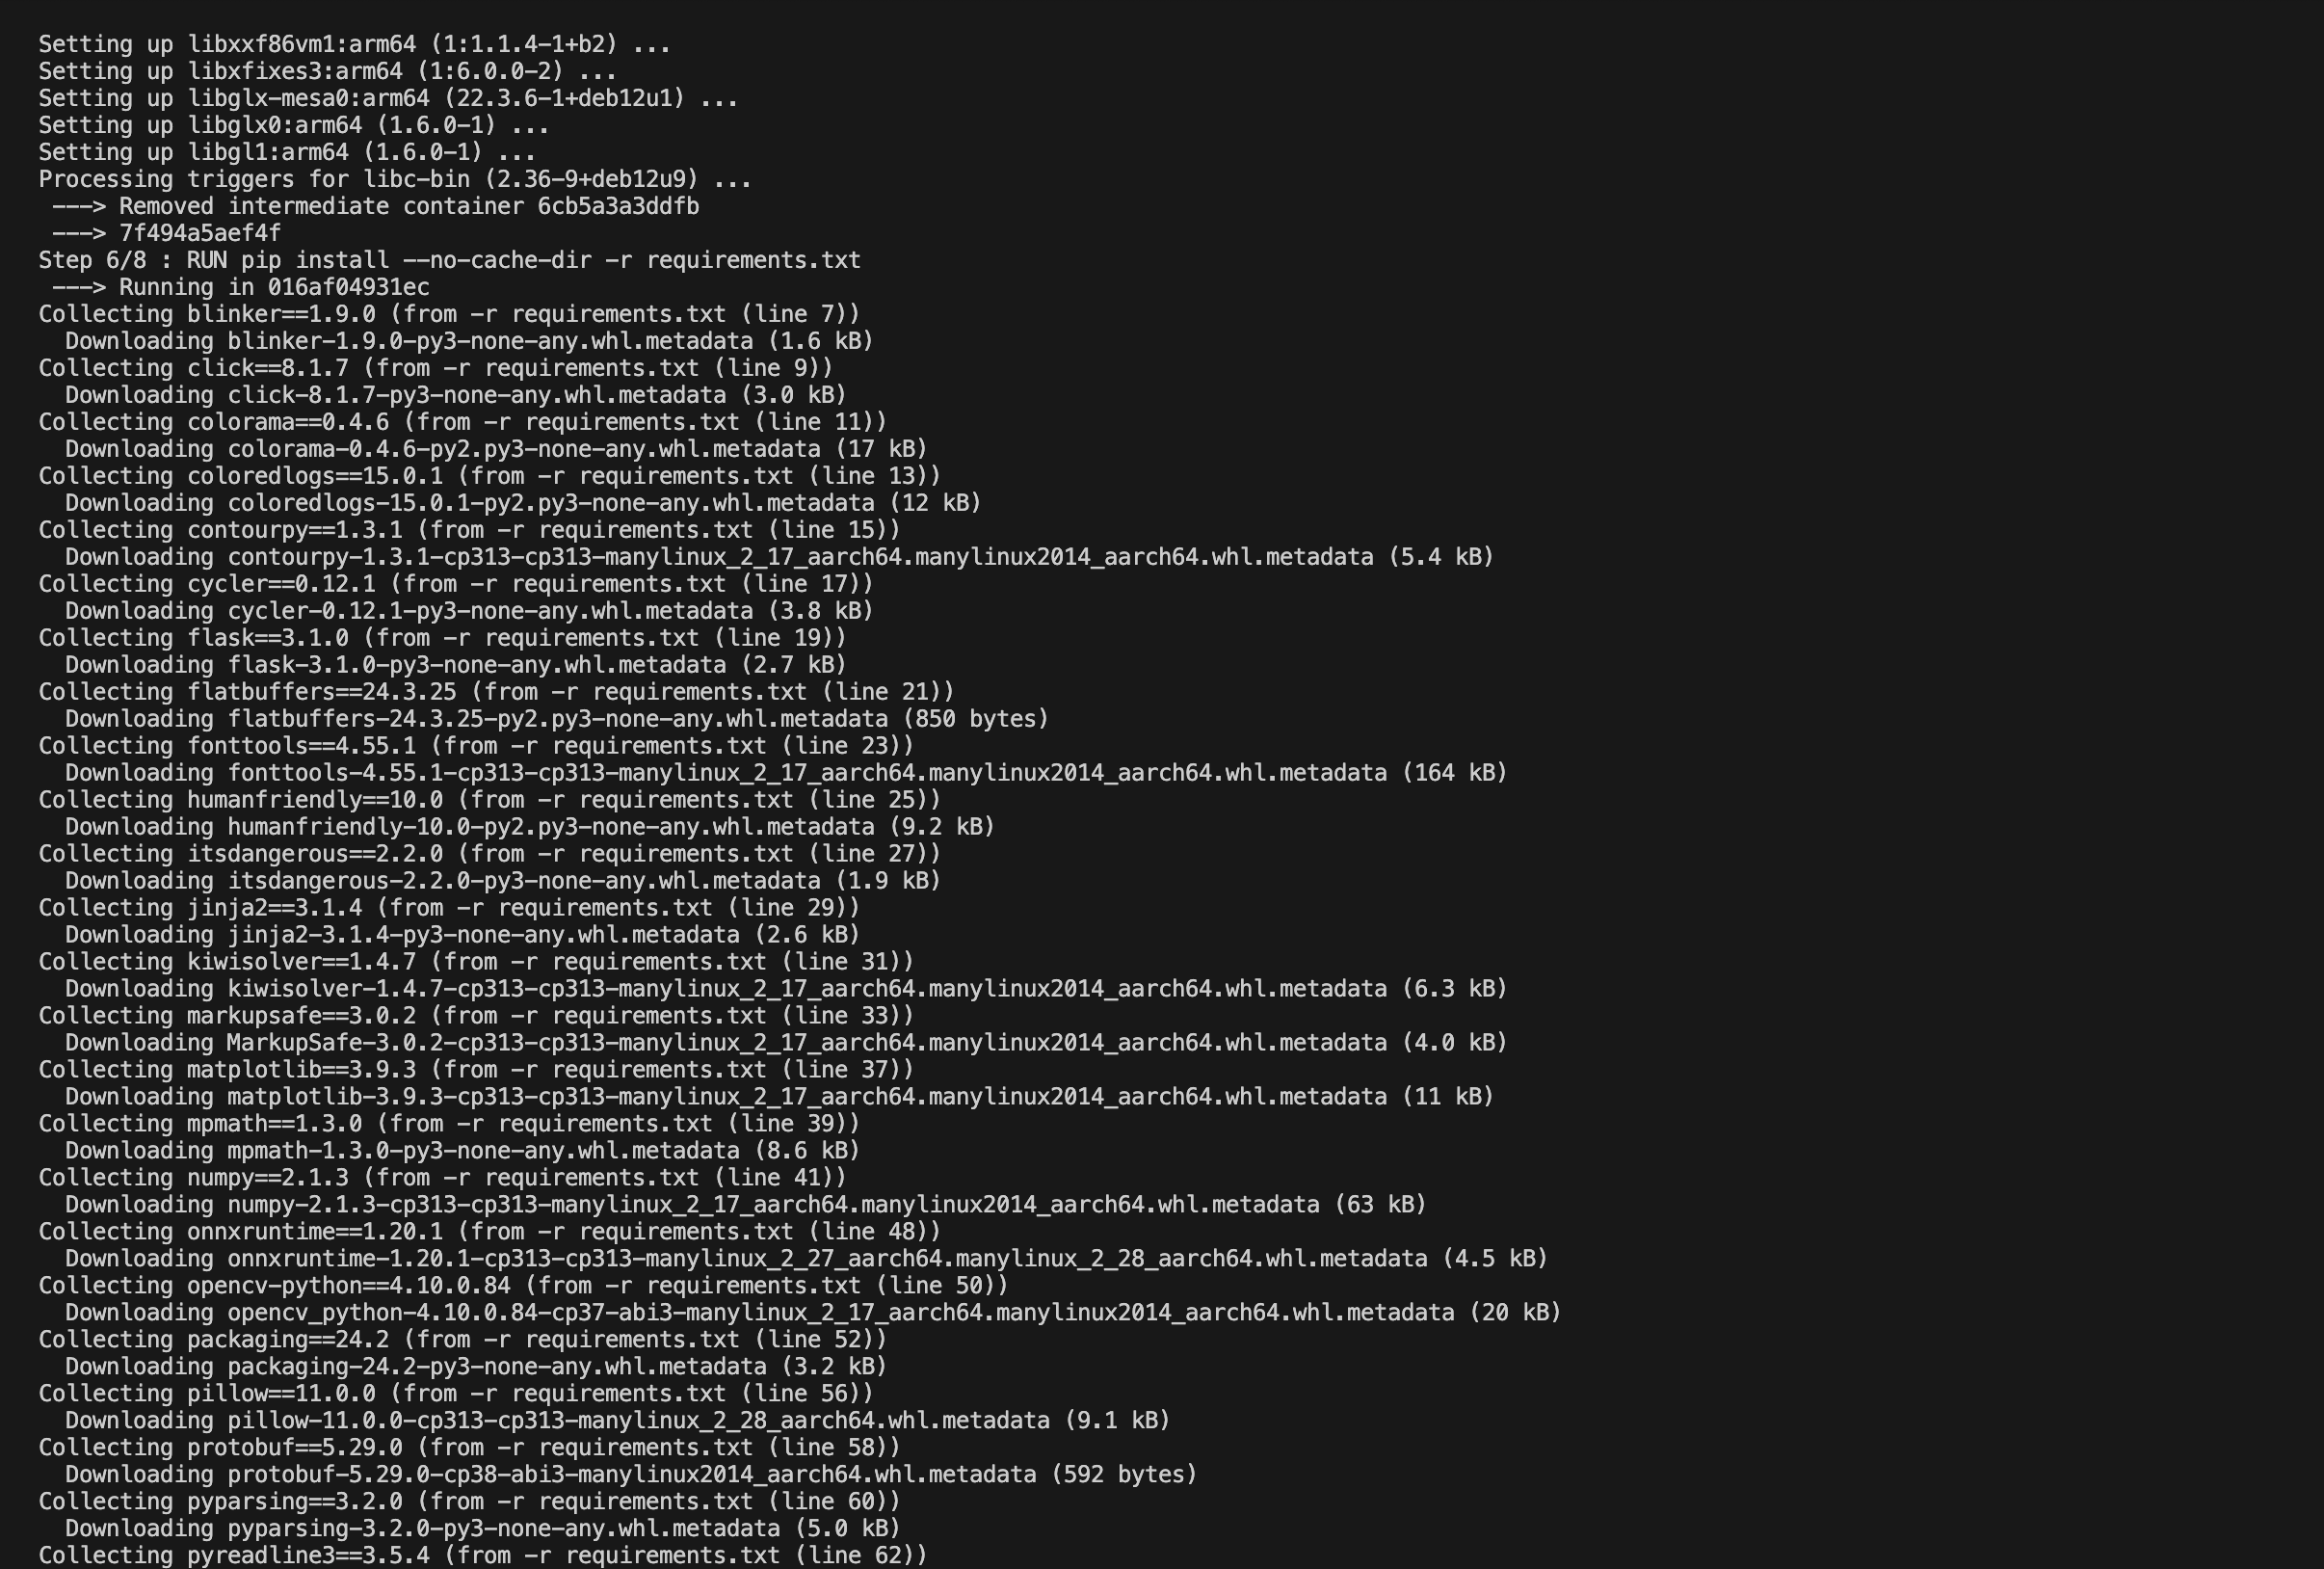 Setting up libxxf86vm1:arm64 (1:1.1.4-1+b2) ...
Setting up libxfixes3:arm64 (1:6.0.0-2) ...
Setting up libglx-mesa0:arm64 (22.3.6-1+deb12u1) ...
Setting up libglx0:arm64 (1.6.0-1) ...
Setting up libgl1:arm64 (1.6.0-1) ...
Processing triggers for libc-bin (2.36-9+deb12u9) ...
 ---> Removed intermediate container 6cb5a3a3ddfb
 ---> 7f494a5aef4f
Step 6/8 : RUN pip install --no-cache-dir -r requirements.txt
 ---> Running in 016af04931ec
Collecting blinker==1.9.0 (from -r requirements.txt (line 7))
  Downloading blinker-1.9.0-py3-none-any.whl.metadata (1.6 kB)
Collecting click==8.1.7 (from -r requirements.txt (line 9))
  Downloading click-8.1.7-py3-none-any.whl.metadata (3.0 kB)
Collecting colorama==0.4.6 (from -r requirements.txt (line 11))
  Downloading colorama-0.4.6-py2.py3-none-any.whl.metadata (17 kB)
Collecting coloredlogs==15.0.1 (from -r requirements.txt (line 13))
  Downloading coloredlogs-15.0.1-py2.py3-none-any.whl.metadata (12 kB)
Collecting contourpy==1.3.1 (from -r requirements.txt (line 15))
  Downloading contourpy-1.3.1-cp313-cp313-manylinux_2_17_aarch64.manylinux2014_aarch64.whl.metadata (5.4 kB)
Collecting cycler==0.12.1 (from -r requirements.txt (line 17))
  Downloading cycler-0.12.1-py3-none-any.whl.metadata (3.8 kB)
Collecting flask==3.1.0 (from -r requirements.txt (line 19))
  Downloading flask-3.1.0-py3-none-any.whl.metadata (2.7 kB)
Collecting flatbuffers==24.3.25 (from -r requirements.txt (line 21))
  Downloading flatbuffers-24.3.25-py2.py3-none-any.whl.metadata (850 bytes)
Collecting fonttools==4.55.1 (from -r requirements.txt (line 23))
  Downloading fonttools-4.55.1-cp313-cp313-manylinux_2_17_aarch64.manylinux2014_aarch64.whl.metadata (164 kB)
Collecting humanfriendly==10.0 (from -r requirements.txt (line 25))
  Downloading humanfriendly-10.0-py2.py3-none-any.whl.metadata (9.2 kB)
Collecting itsdangerous==2.2.0 (from -r requirements.txt (line 27))
  Downloading itsdangerous-2.2.0-py3-none-any.whl.metadata (1.9 kB)
Collecting jinja2==3.1.4 (from -r requirements.txt (line 29))
  Downloading jinja2-3.1.4-py3-none-any.whl.metadata (2.6 kB)
Collecting kiwisolver==1.4.7 (from -r requirements.txt (line 31))
  Downloading kiwisolver-1.4.7-cp313-cp313-manylinux_2_17_aarch64.manylinux2014_aarch64.whl.metadata (6.3 kB)
Collecting markupsafe==3.0.2 (from -r requirements.txt (line 33))
  Downloading MarkupSafe-3.0.2-cp313-cp313-manylinux_2_17_aarch64.manylinux2014_aarch64.whl.metadata (4.0 kB)
Collecting matplotlib==3.9.3 (from -r requirements.txt (line 37))
  Downloading matplotlib-3.9.3-cp313-cp313-manylinux_2_17_aarch64.manylinux2014_aarch64.whl.metadata (11 kB)
Collecting mpmath==1.3.0 (from -r requirements.txt (line 39))
  Downloading mpmath-1.3.0-py3-none-any.whl.metadata (8.6 kB)
Collecting numpy==2.1.3 (from -r requirements.txt (line 41))
  Downloading numpy-2.1.3-cp313-cp313-manylinux_2_17_aarch64.manylinux2014_aarch64.whl.metadata (63 kB)
Collecting onnxruntime==1.20.1 (from -r requirements.txt (line 48))
  Downloading onnxruntime-1.20.1-cp313-cp313-manylinux_2_27_aarch64.manylinux_2_28_aarch64.whl.metadata (4.5 kB)
Collecting opencv-python==4.10.0.84 (from -r requirements.txt (line 50))
  Downloading opencv_python-4.10.0.84-cp37-abi3-manylinux_2_17_aarch64.manylinux2014_aarch64.whl.metadata (20 kB)
Collecting packaging==24.2 (from -r requirements.txt (line 52))
  Downloading packaging-24.2-py3-none-any.whl.metadata (3.2 kB)
Collecting pillow==11.0.0 (from -r requirements.txt (line 56))
  Downloading pillow-11.0.0-cp313-cp313-manylinux_2_28_aarch64.whl.metadata (9.1 kB)
Collecting protobuf==5.29.0 (from -r requirements.txt (line 58))
  Downloading protobuf-5.29.0-cp38-abi3-manylinux2014_aarch64.whl.metadata (592 bytes)
Collecting pyparsing==3.2.0 (from -r requirements.txt (line 60))
  Downloading pyparsing-3.2.0-py3-none-any.whl.metadata (5.0 kB)
Collecting pyreadline3==3.5.4 (from -r requirements.txt (line 62))